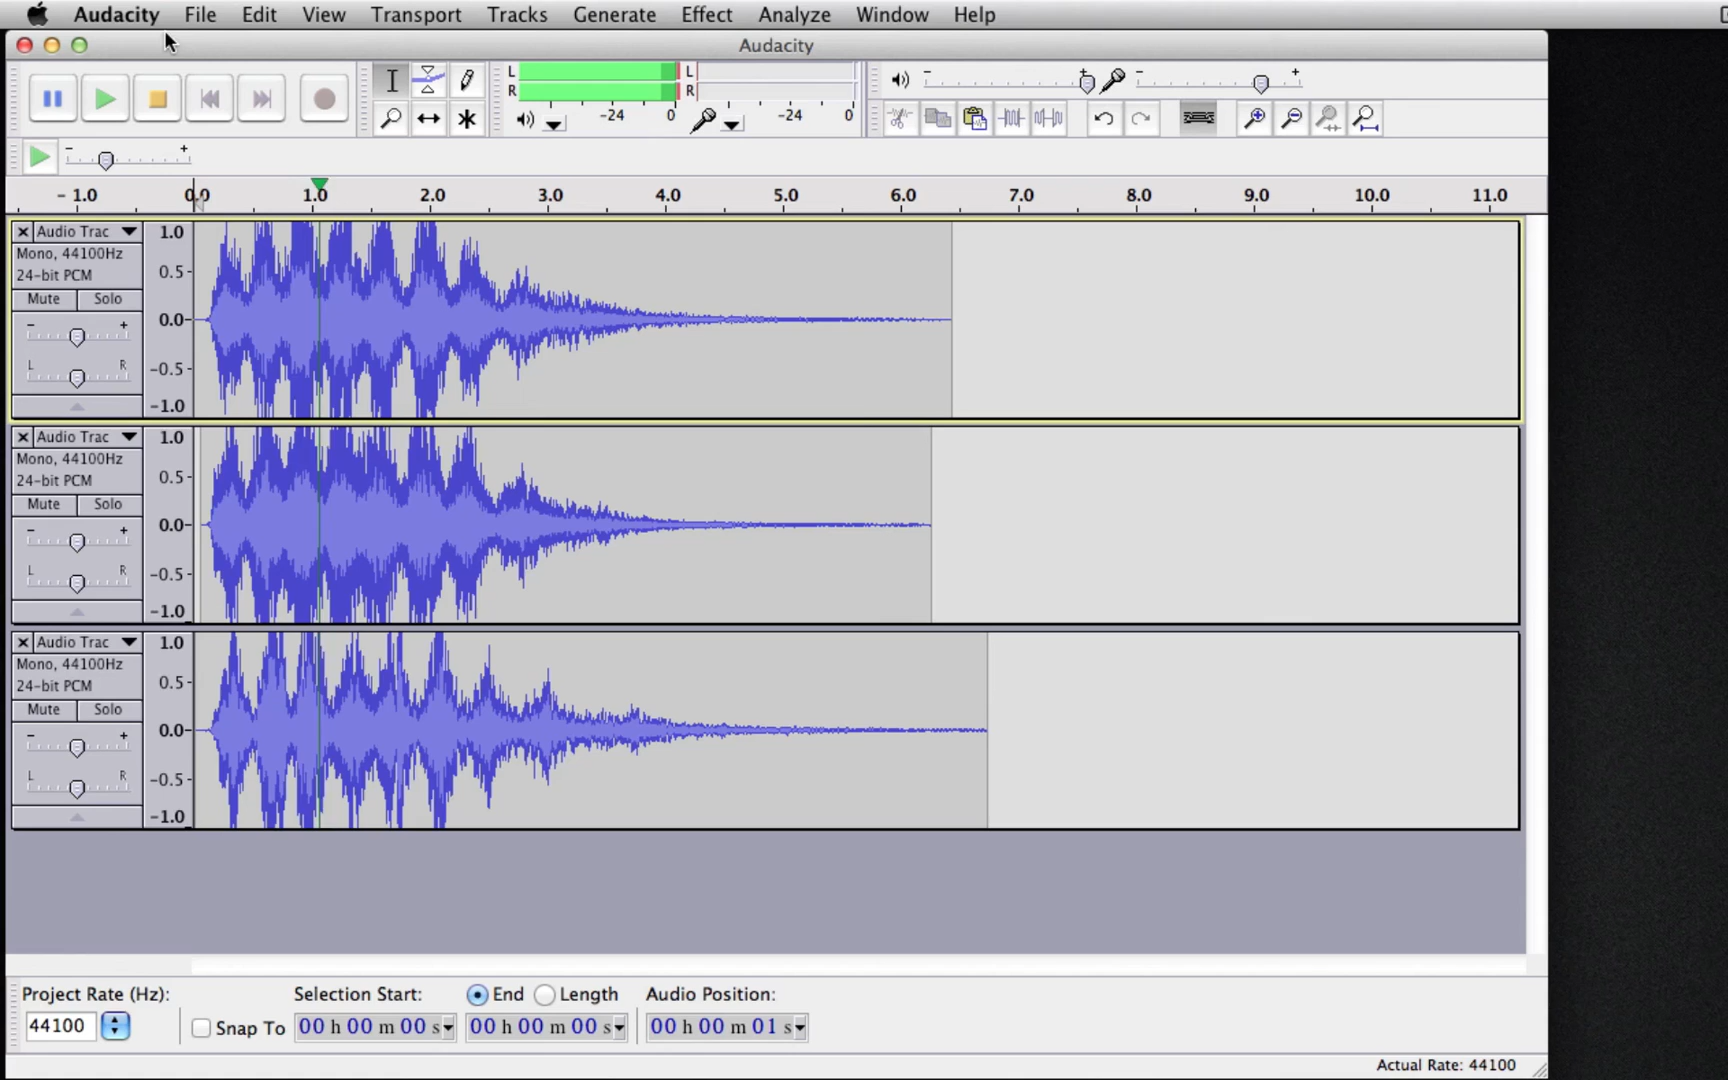 Audacity File Edit View Transport Tracks Generate Effect Analyze Window Help
Audacity
L
R
-24 0
L
R
-24 0
- +
- +
- +
- 1.0 0.0 1.0 2.0 3.0 4.0 5.0 6.0 7.0 8.0 9.0 10.0 11.0
Audio Trac
Mono, 44100Hz
24-bit PCM
Mute Solo
- +
L R
1.0
0.5
0.0
-0.5
-1.0
Audio Trac
Mono, 44100Hz
24-bit PCM
Mute Solo
- +
L R
1.0
0.5
0.0
-0.5
-1.0
Audio Trac
Mono, 44100Hz
24-bit PCM
Mute Solo
- +
L R
1.0
0.5
0.0
-0.5
-1.0
Project Rate (Hz): Selection Start: End Length Audio Position:
44100 Snap To 00 h 00 m 00 s 00 h 00 m 00 s 00 h 00 m 01 s
Actual Rate: 44100